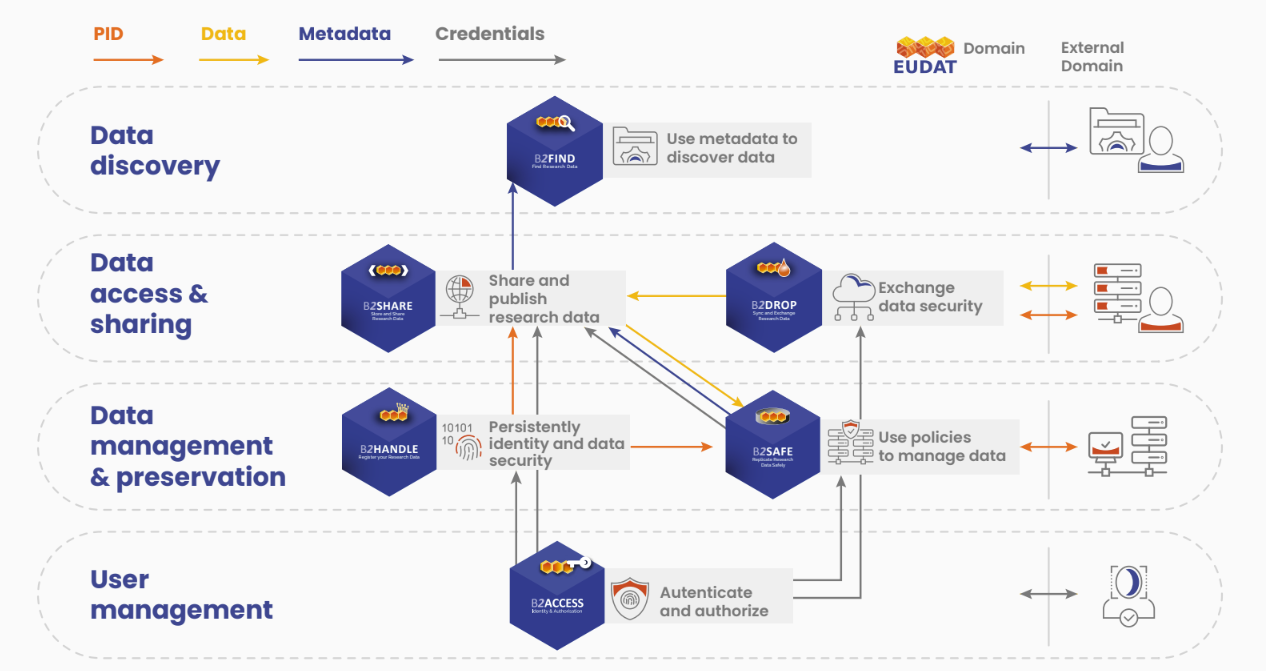 PID
Data
Metadata
Credentials
EUDAT
Domain
External
Domain
Data
discovery
B2FIND
Find Research Data
Use metadata to
discover data
Data
access &
sharing
B2SHARE
Store and Share
Research Data
Share and
publish
research data
B2DROP
Sync and Exchange
Research Data
Exchange
data security
Data
management
& preservation
B2HANDLE
Register your Research Data
10101
10
Persistently
identity and data
security
B2SAFE
Replicate Research
Data Safely
Use policies
to manage data
User
management
B2ACCESS
Identity & Authorisation
Autenticate
and authorize